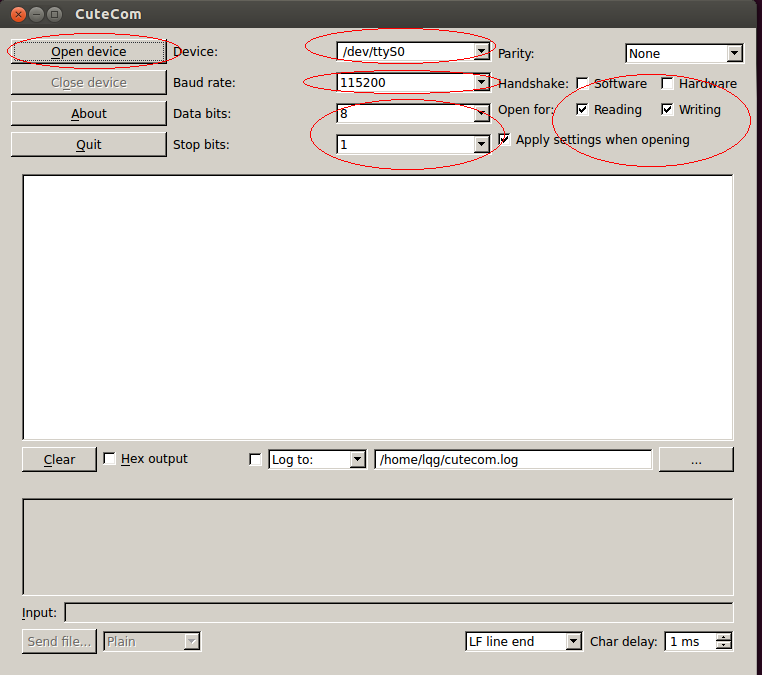 CuteCom
Open device Device: /dev/ttyS0 Parity: None
Close device Baud rate: 115200 Handshake: Software Hardware
About Data bits: 8 Open for: Reading Writing
Quit Stop bits: 1 Apply settings when opening
Clear Hex output Log to: /home/lqg/cutecom.log ...
Input:
Send file... Plain LF line end Char delay: 1 ms